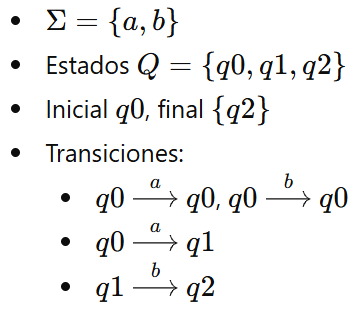 • Σ = {a, b}
• Estados Q = {q0, q1, q2}
• Inicial q0, final {q2}
• Transiciones:
• q0 —a→ q0, q0 —b→ q0
• q0 —a→ q1
• q1 —b→ q2